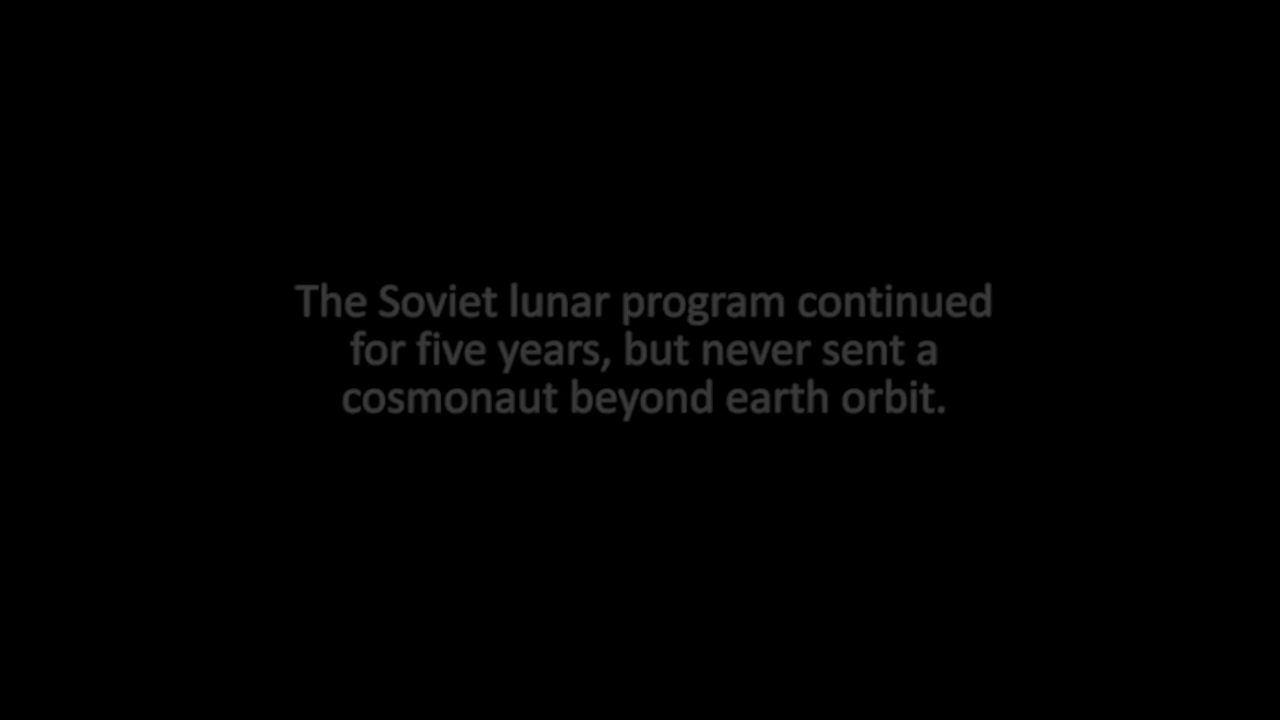 The Soviet lunar program continued
for five years, but never sent a
cosmonaut beyond earth orbit.